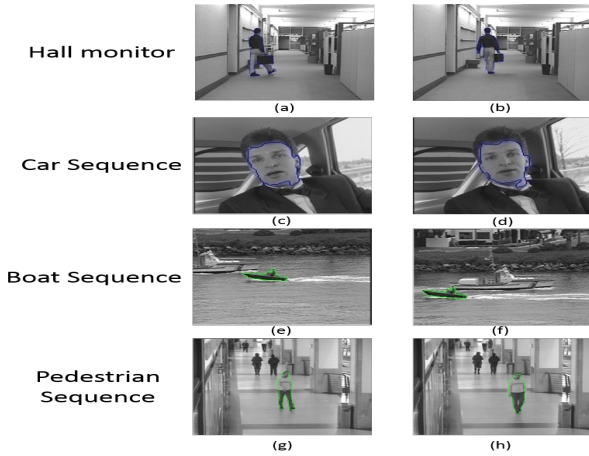 Hall monitor
(a)
(b)
Car Sequence
(c)
(d)
Boat Sequence
(e)
(f)
Pedestrian
Sequence
(g)
(h)